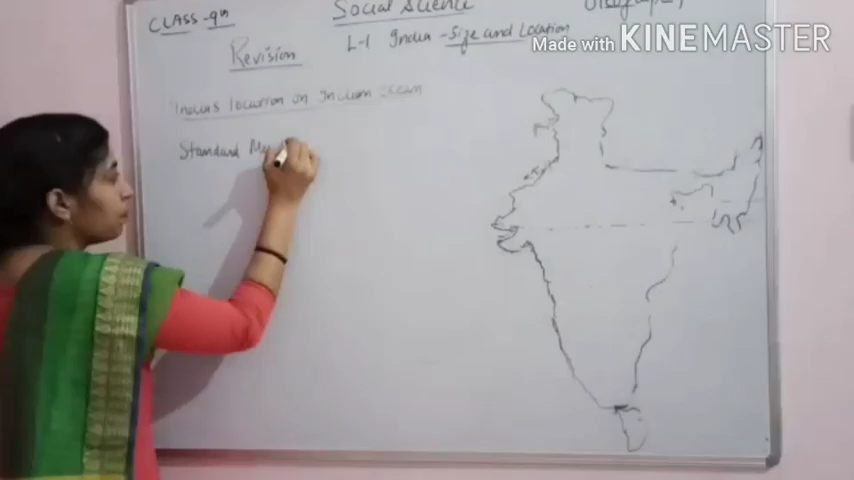 CLASS-9th
Social Science
Geography
L-1 India - Size and Location
Revision
Made with KINEMASTER
India's location on Indian Ocean
Standard Me